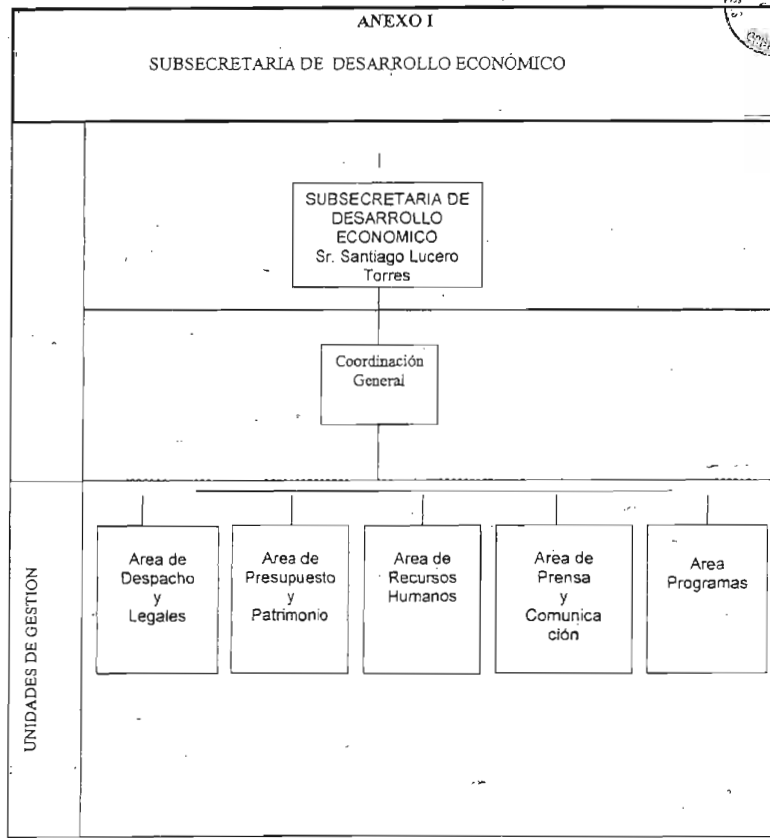 ANEXO I
SUBSECRETARIA DE DESARROLLO ECONÓMICO
SUBSECRETARIA DE
DESARROLLO
ECONOMICO
Sr. Santiago Lucero
Torres
Coordinación
General
UNIDADES DE GESTION
Area de
Despacho
y
Legales
Area de
Presupuesto
y
Patrimonio
Area de
Recursos
Humanos
Area de
Prensa
y
Comunica
ción
Area
Programas